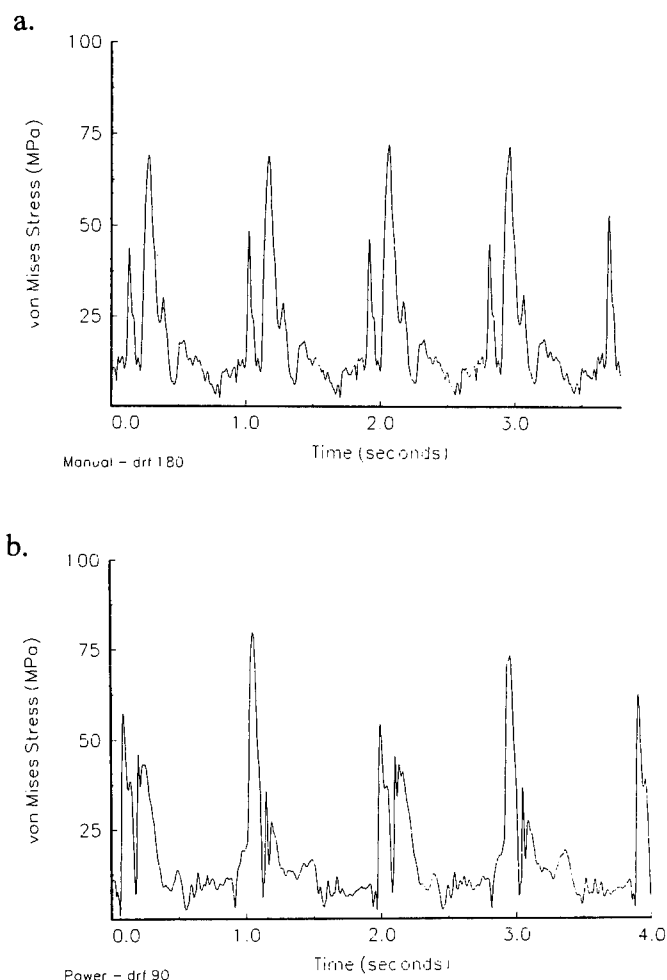 a.
100
75
50
25
von Mises Stress (MPa)
0.0 1.0 2.0 3.0
Time (seconds)
Manual – drf 180
b.
100
75
50
25
von Mises Stress (MPa)
0.0 1.0 2.0 3.0 4.0
Time (seconds)
Power – drf 90